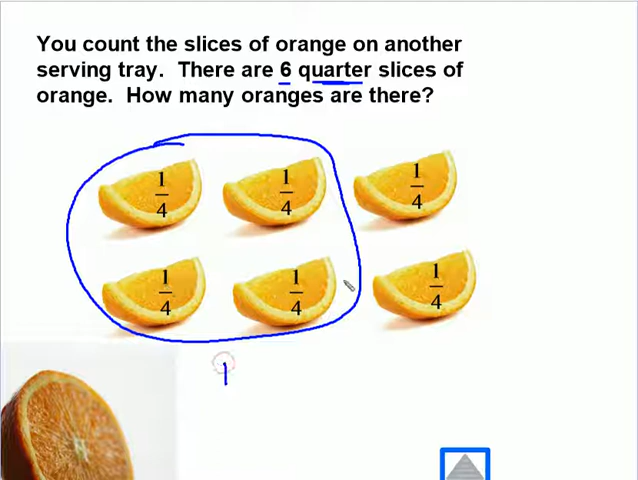 You count the slices of orange on another
serving tray. There are 6 quarter slices of
orange. How many oranges are there?
1/4 1/4 1/4
1/4 1/4 1/4
1